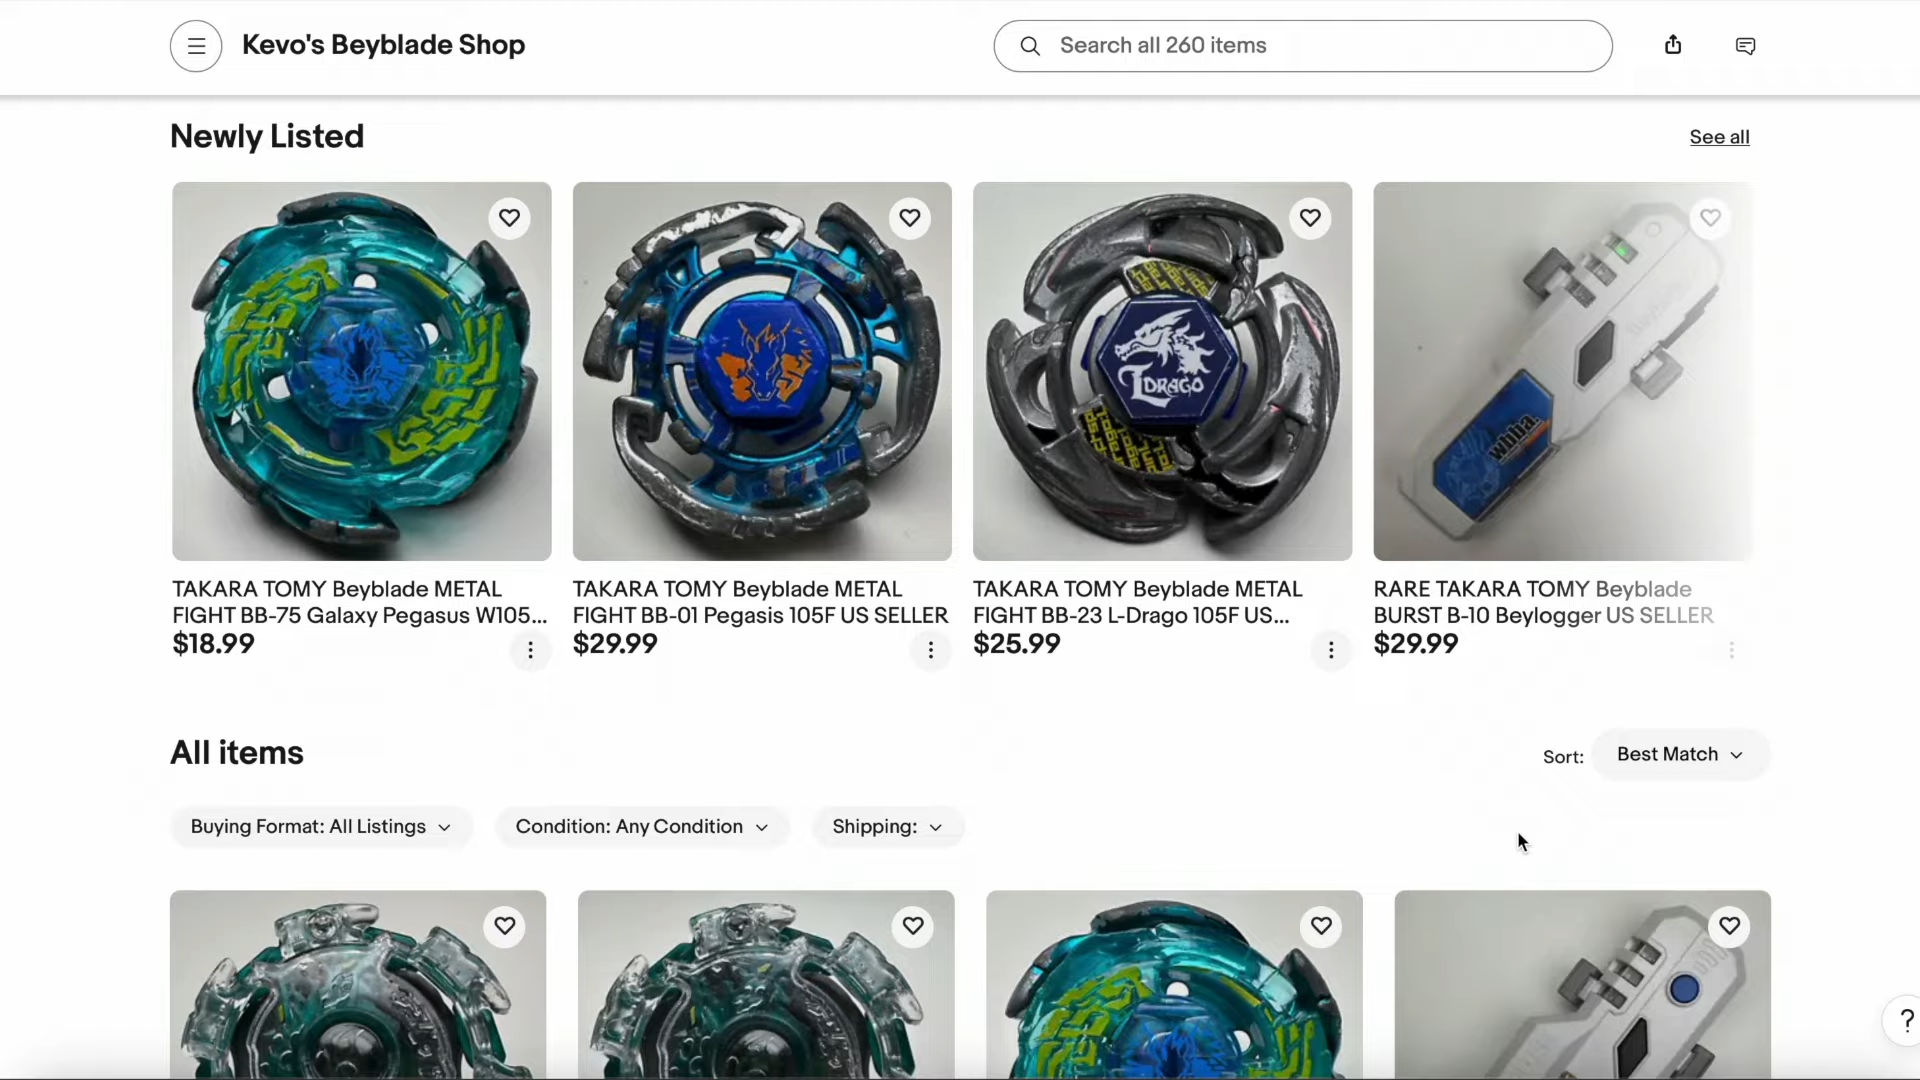 Kevo's Beyblade Shop
Search all 260 items
Newly Listed
See all
LDRAGO
wbba.
TAKARA TOMY Beyblade METAL
FIGHT BB-75 Galaxy Pegasus W105...
$18.99
TAKARA TOMY Beyblade METAL
FIGHT BB-01 Pegasis 105F US SELLER
$29.99
TAKARA TOMY Beyblade METAL
FIGHT BB-23 L-Drago 105F US...
$25.99
RARE TAKARA TOMY Beyblade
BURST B-10 Beylogger US SELLER
$29.99
All items
Sort:
Best Match
Buying Format: All Listings
Condition: Any Condition
Shipping:
?